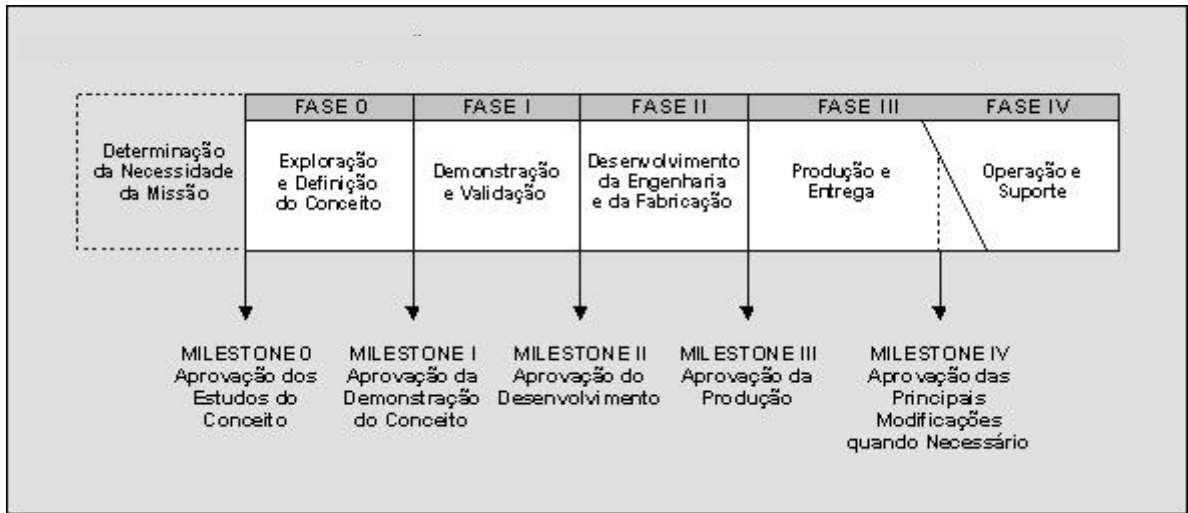 FASE 0
FASE I
FASE II
FASE III
FASE IV
Determinação
da Necessidade
da Missão
Exploração
e Definição
do Conceito
Demonstração
e Validação
Desenvolvimento
da Engenharia
e da Fabricação
Produção e
Entrega
Operação e
Suporte
MILESTONE 0
Aprovação dos
Estudos do
Conceito
MILESTONE I
Aprovação da
Demonstração
do Conceito
MILESTONE II
Aprovação do
Desenvolvimento
MILESTONE III
Aprovação da
Produção
MILESTONE IV
Aprovação das
Principais
Modificações
quando Necessário